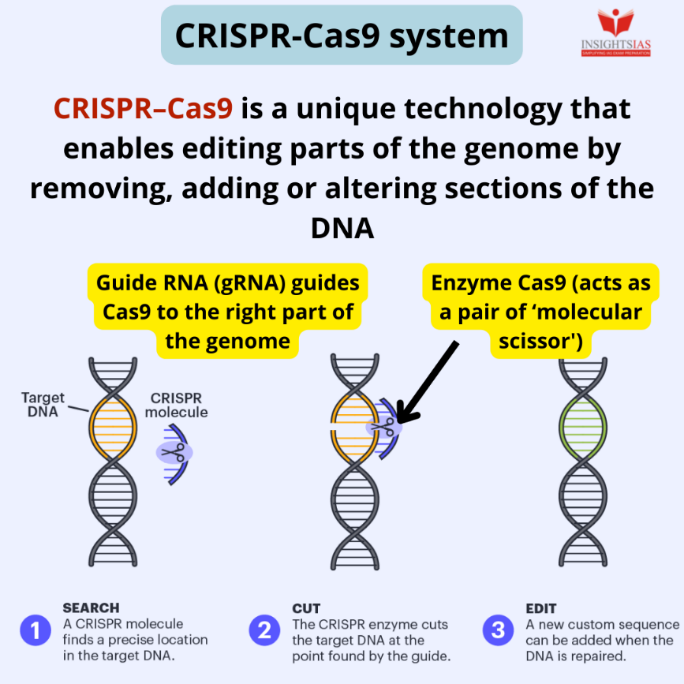 CRISPR-Cas9 system
INSIGHTSIAS
SIMPLIFYING IAS EXAM PREPARATION
CRISPR–Cas9 is a unique technology that
enables editing parts of the genome by
removing, adding or altering sections of the
DNA
Guide RNA (gRNA) guides
Cas9 to the right part of
the genome
Enzyme Cas9 (acts as
a pair of ‘molecular
scissor')
Target
DNA
CRISPR
molecule
1
SEARCH
A CRISPR molecule
finds a precise location
in the target DNA.
2
CUT
The CRISPR enzyme cuts
the target DNA at the
point found by the guide.
3
EDIT
A new custom sequence
can be added when the
DNA is repaired.